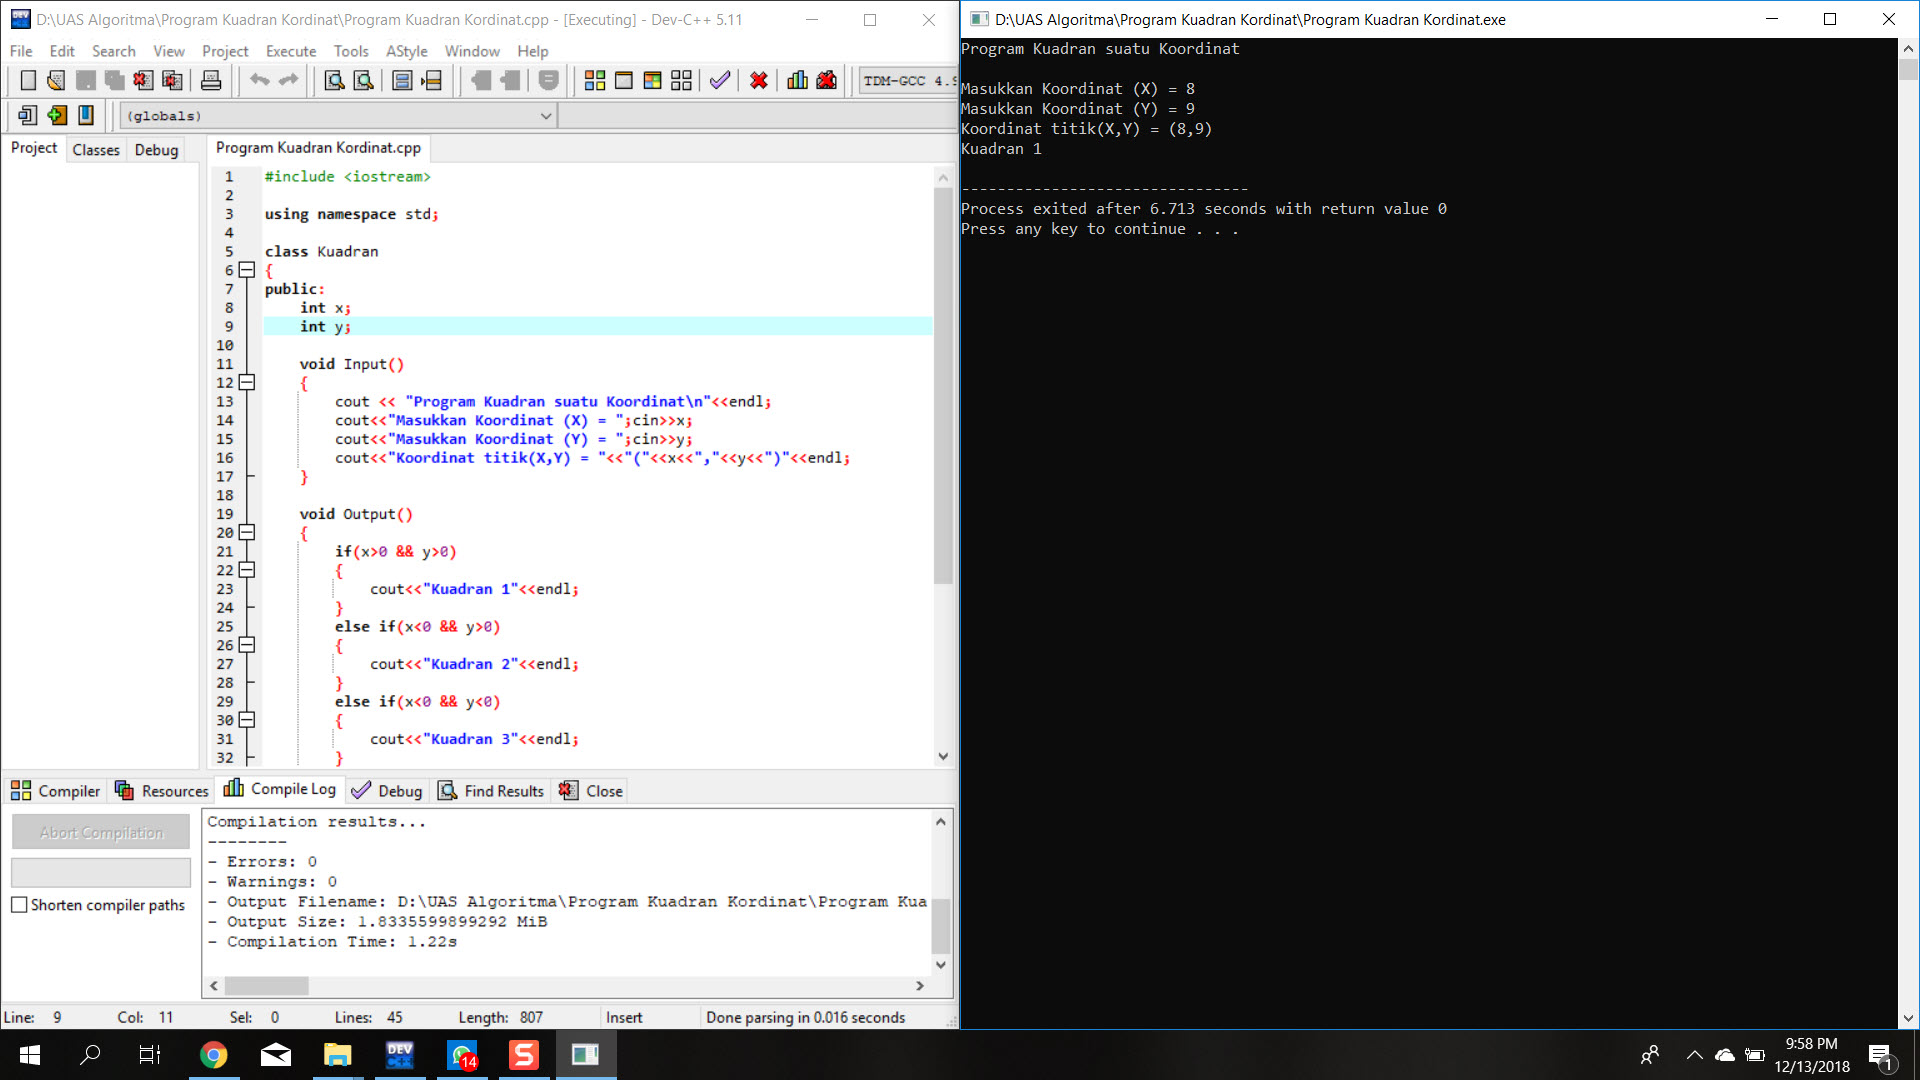 D:\UAS Algoritma\Program Kuadran Kordinat\Program Kuadran Kordinat.cpp - [Executing] - Dev-C++ 5.11
File Edit Search View Project Execute Tools AStyle Window Help
TDM-GCC 4.9
(globals)
Project Classes Debug
Program Kuadran Kordinat.cpp
1 #include <iostream>
2
3 using namespace std;
4
5 class Kuadran
6 {
7 public:
8 int x;
9 int y;
10
11 void Input()
12 {
13 cout << "Program Kuadran suatu Koordinat\n"<<endl;
14 cout<<"Masukkan Koordinat (X) = ";cin>>x;
15 cout<<"Masukkan Koordinat (Y) = ";cin>>y;
16 cout<<"Koordinat titik(X,Y) = "<<"("<<x<<","<<y<<")"<<endl;
17 }
18
19 void Output()
20 {
21 if(x>0 && y>0)
22 {
23 cout<<"Kuadran 1"<<endl;
24 }
25 else if(x<0 && y>0)
26 {
27 cout<<"Kuadran 2"<<endl;
28 }
29 else if(x<0 && y<0)
30 {
31 cout<<"Kuadran 3"<<endl;
32 }
Compiler Resources Compile Log Debug Find Results Close
Abort Compilation
Shorten compiler paths
Compilation results...
--------
- Errors: 0
- Warnings: 0
- Output Filename: D:\UAS Algoritma\Program Kuadran Kordinat\Program Kua
- Output Size: 1.8335599899292 MiB
- Compilation Time: 1.22s
Line: 9 Col: 11 Sel: 0 Lines: 45 Length: 807 Insert Done parsing in 0.016 seconds
D:\UAS Algoritma\Program Kuadran Kordinat\Program Kuadran Kordinat.exe
Program Kuadran suatu Koordinat
Masukkan Koordinat (X) = 8
Masukkan Koordinat (Y) = 9
Koordinat titik(X,Y) = (8,9)
Kuadran 1
--------------------------------
Process exited after 6.713 seconds with return value 0
Press any key to continue . . .
DEV C++
14
S
9:58 PM
12/13/2018
1